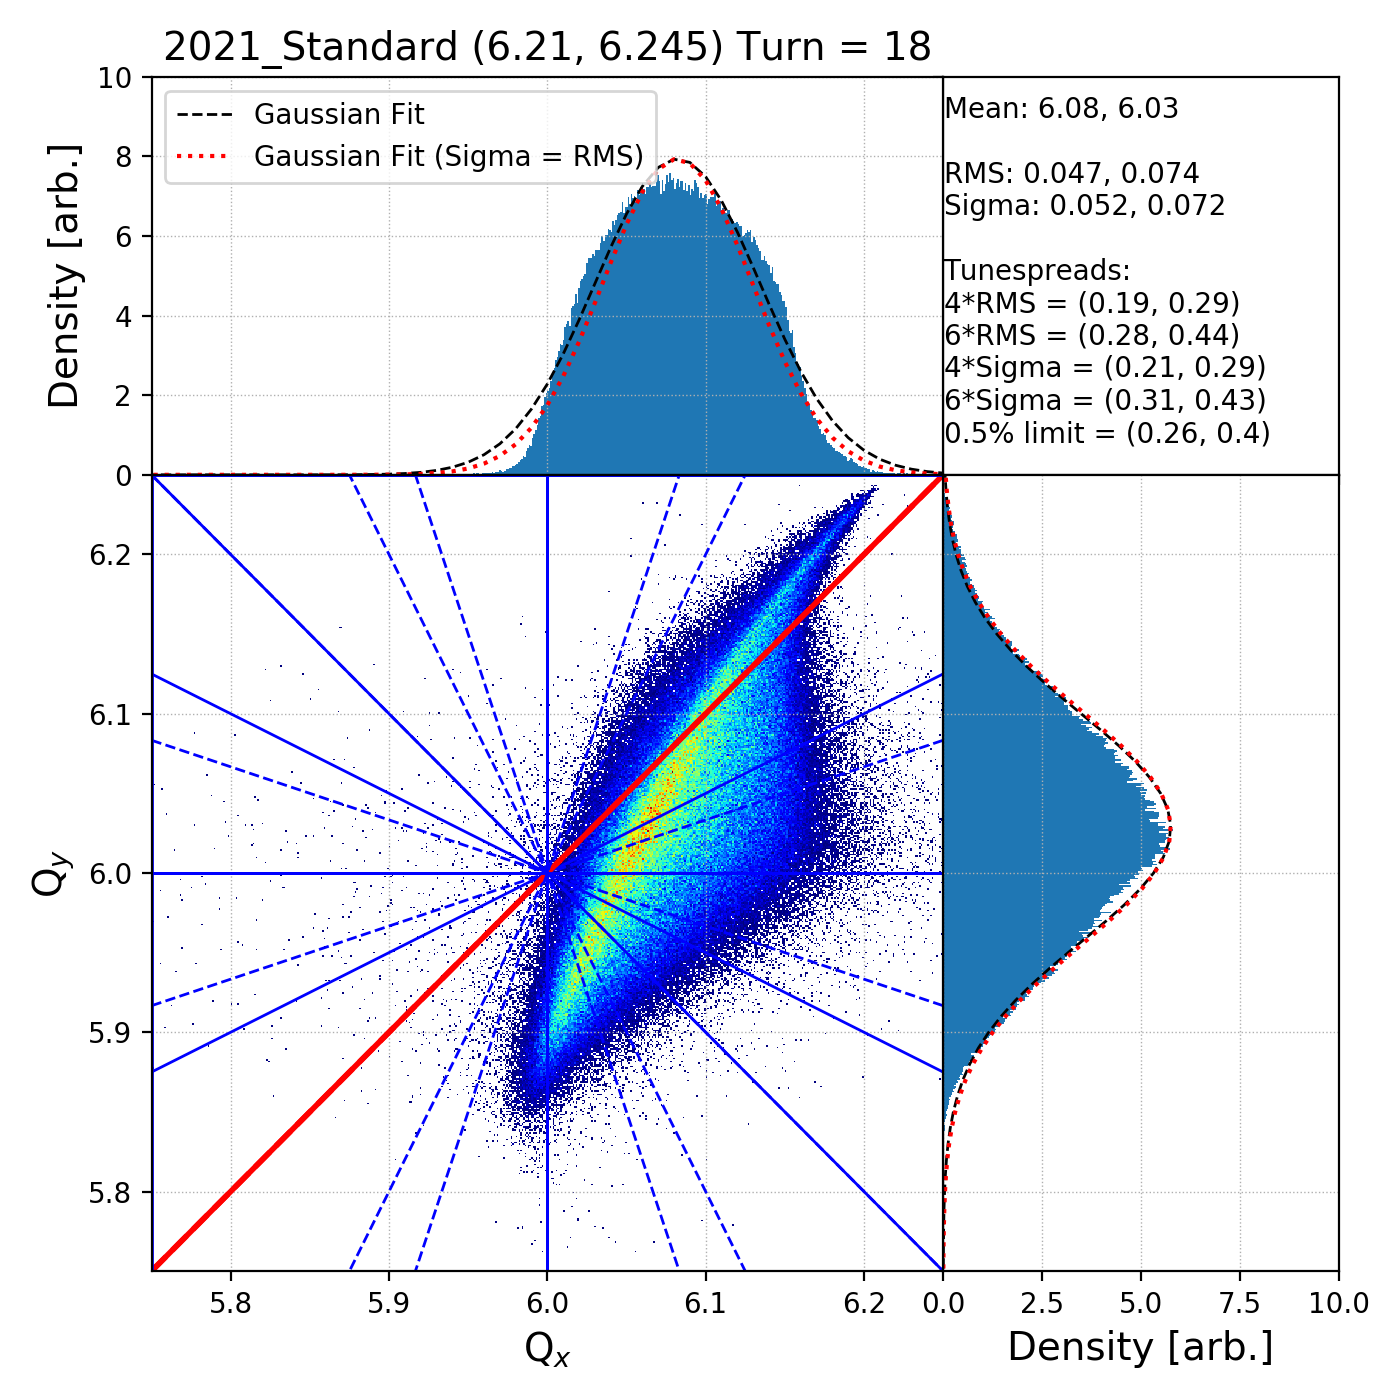 2021_Standard (6.21, 6.245) Turn = 18
10
8
6
4
2
0
Density [arb.]
Gaussian Fit
Gaussian Fit (Sigma = RMS)
Mean: 6.08, 6.03
RMS: 0.047, 0.074
Sigma: 0.052, 0.072
Tunespreads:
4*RMS = (0.19, 0.29)
6*RMS = (0.28, 0.44)
4*Sigma = (0.21, 0.29)
6*Sigma = (0.31, 0.43)
0.5% limit = (0.26, 0.4)
6.2
6.1
6.0
5.9
5.8
Qy
5.8 5.9 6.0 6.1 6.2
Qx
0.0 2.5 5.0 7.5 10.0
Density [arb.]